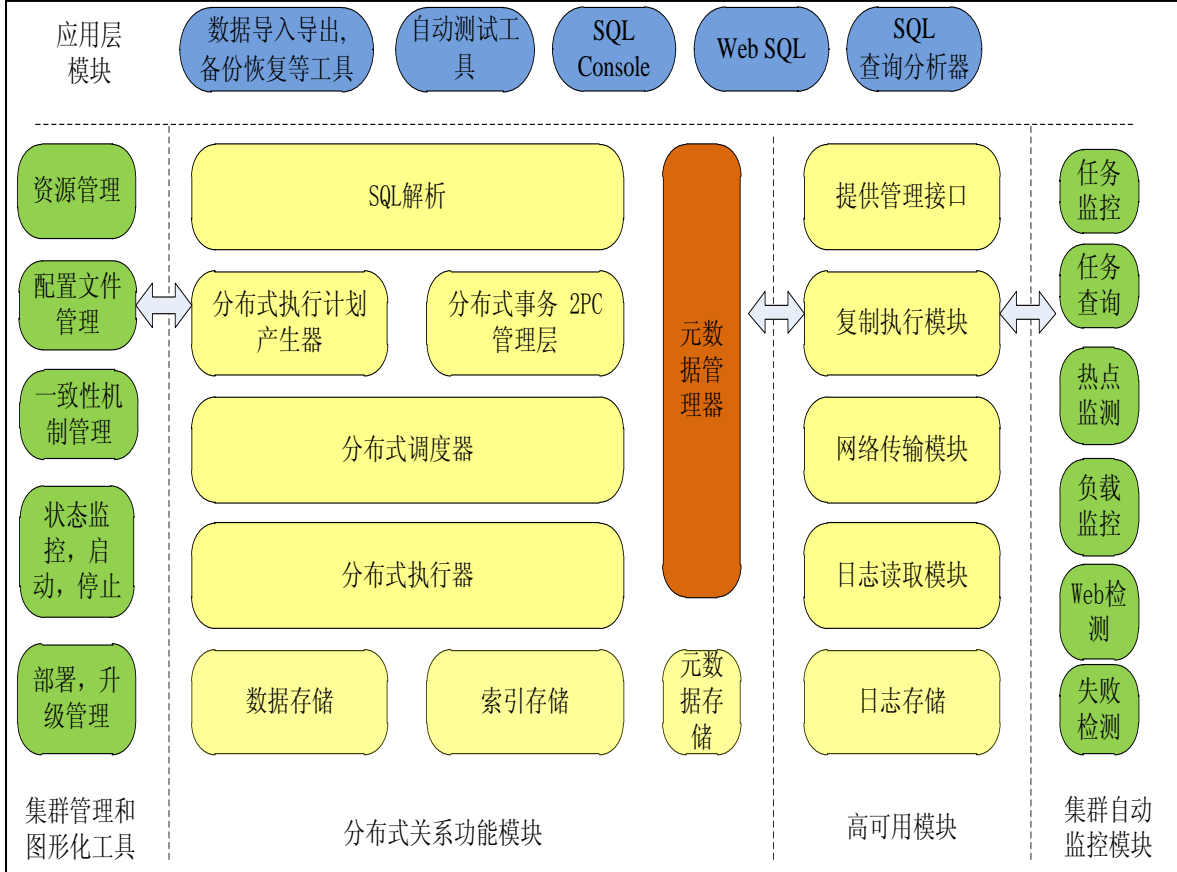 应用层
模块
数据导入导出,
备份恢复等工具
自动测试工
具
SQL
Console
Web SQL
SQL
查询分析器
资源管理
配置文件
管理
一致性机
制管理
状态监
控，启
动，停止
部署，升
级管理
集群管理和
图形化工具
SQL解析
分布式执行计划
产生器
分布式事务 2PC
管理层
分布式调度器
分布式执行器
数据存储
索引存储
元数
据管
理器
元数
据存
储
分布式关系功能模块
提供管理接口
复制执行模块
网络传输模块
日志读取模块
日志存储
高可用模块
任务
监控
任务
查询
热点
监测
负载
监控
Web检
测
失败
检测
集群自动
监控模块